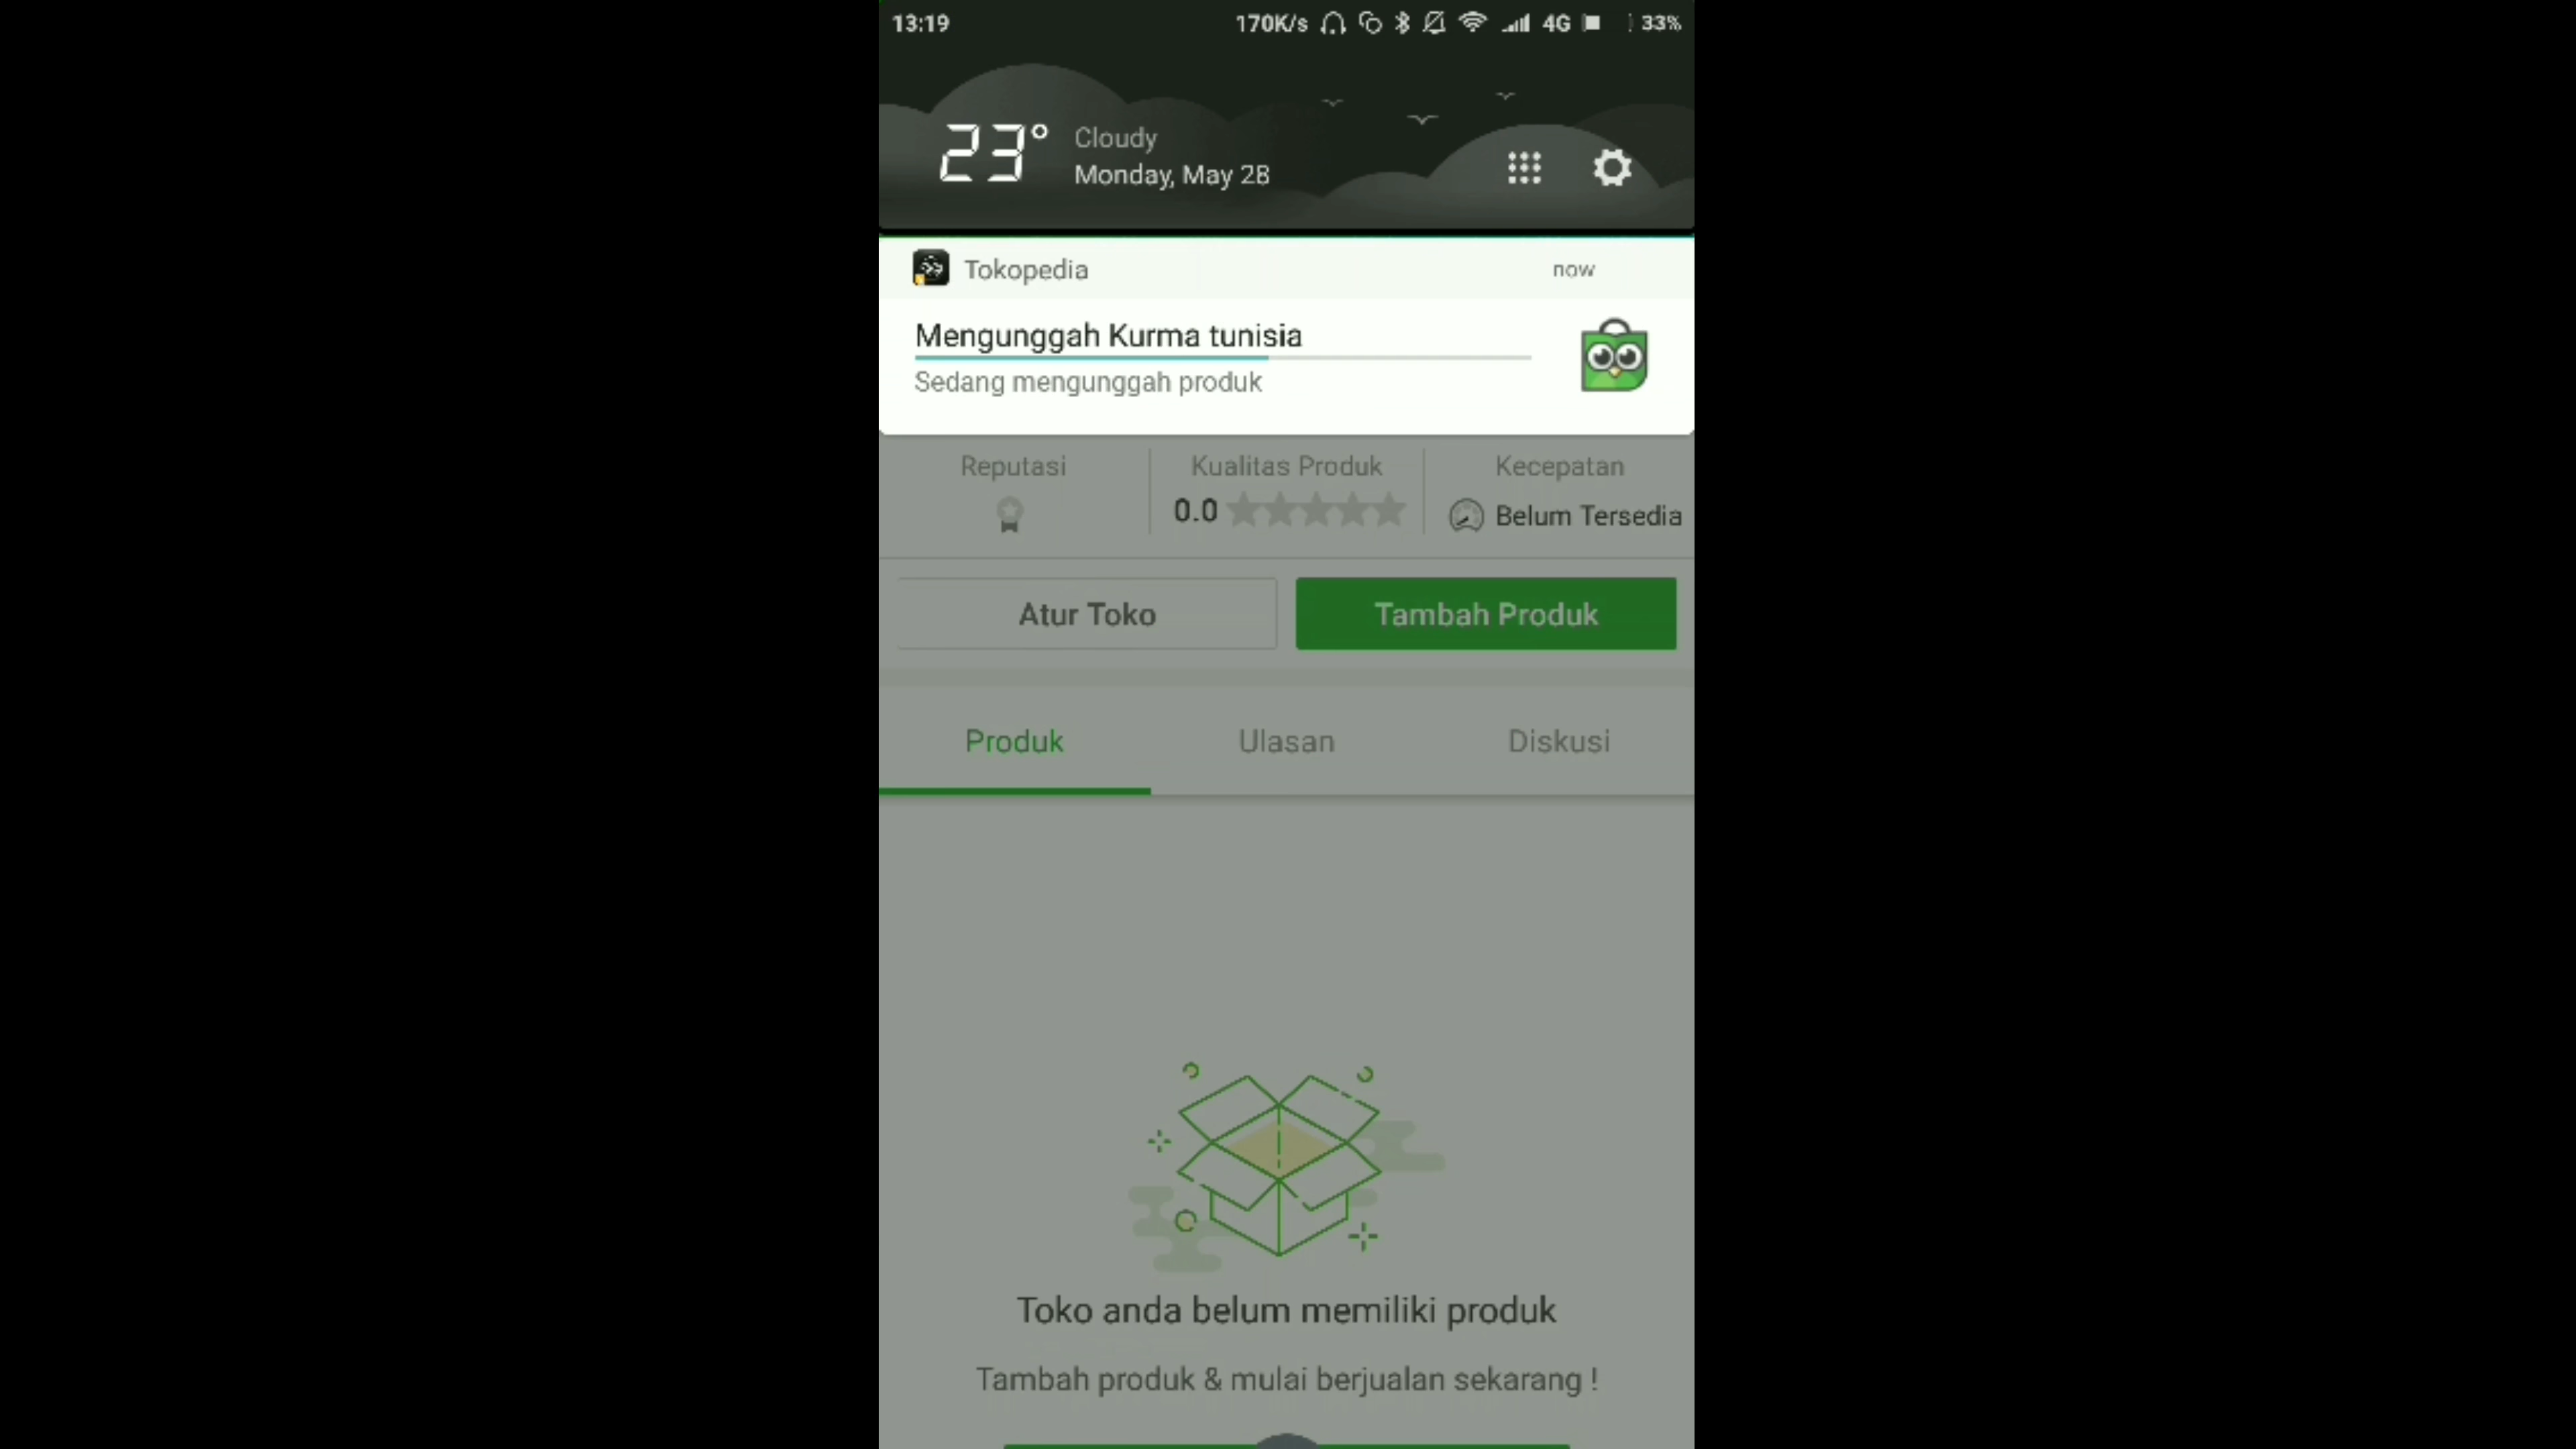 13:19 170K/s 4G 33%
23° Cloudy
Monday, May 28
Tokopedia now
Mengunggah Kurma tunisia
Sedang mengunggah produk
Reputasi Kualitas Produk Kecepatan
0.0 Belum Tersedia
Atur Toko Tambah Produk
Produk Ulasan Diskusi
Toko anda belum memiliki produk
Tambah produk & mulai berjualan sekarang !